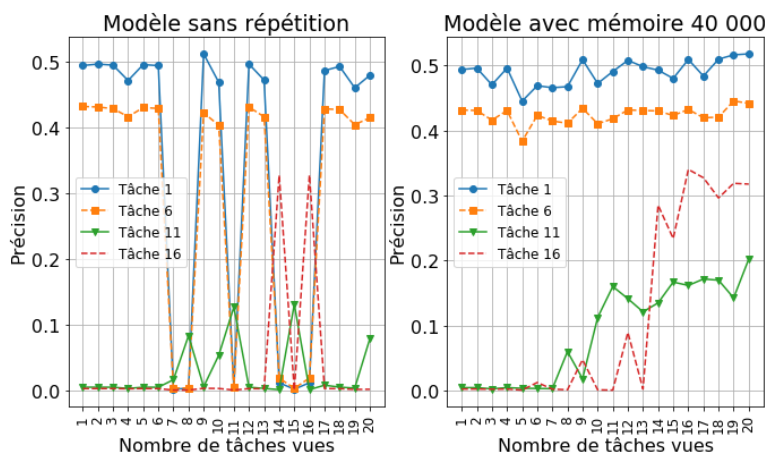 Modèle sans répétition
Précision
0.5
0.4
0.3
0.2
0.1
0.0
Tâche 1
Tâche 6
Tâche 11
Tâche 16
1 2 3 4 5 6 7 8 9 10 11 12 13 14 15 16 17 18 19 20
Nombre de tâches vues
Modèle avec mémoire 40 000
Précision
0.5
0.4
0.3
0.2
0.1
0.0
Tâche 1
Tâche 6
Tâche 11
Tâche 16
1 2 3 4 5 6 7 8 9 10 11 12 13 14 15 16 17 18 19 20
Nombre de tâches vues